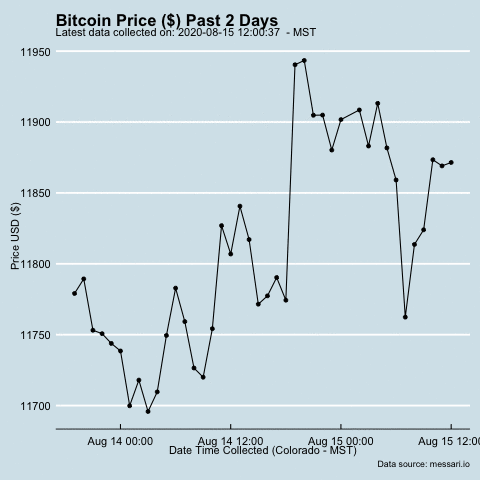 Bitcoin Price ($) Past 2 Days
Latest data collected on: 2020-08-15 12:00:37 - MST
11950
11900
11850
11800
11750
11700
Price USD ($)
Aug 14 00:00 Aug 14 12:00 Aug 15 00:00 Aug 15 12:00
Date Time Collected (Colorado - MST)
Data source: messari.io